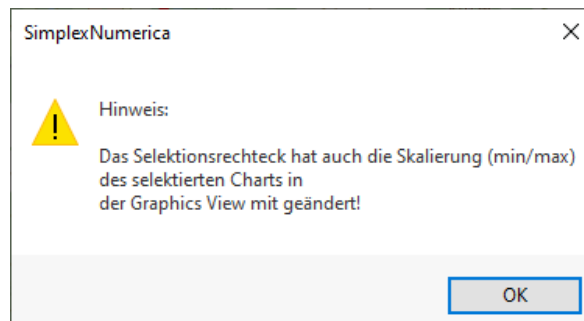 SimplexNumerica
Hinweis:
Das Selektionsrechteck hat auch die Skalierung (min/max)
des selektierten Charts in
der Graphics View mit geändert!
OK